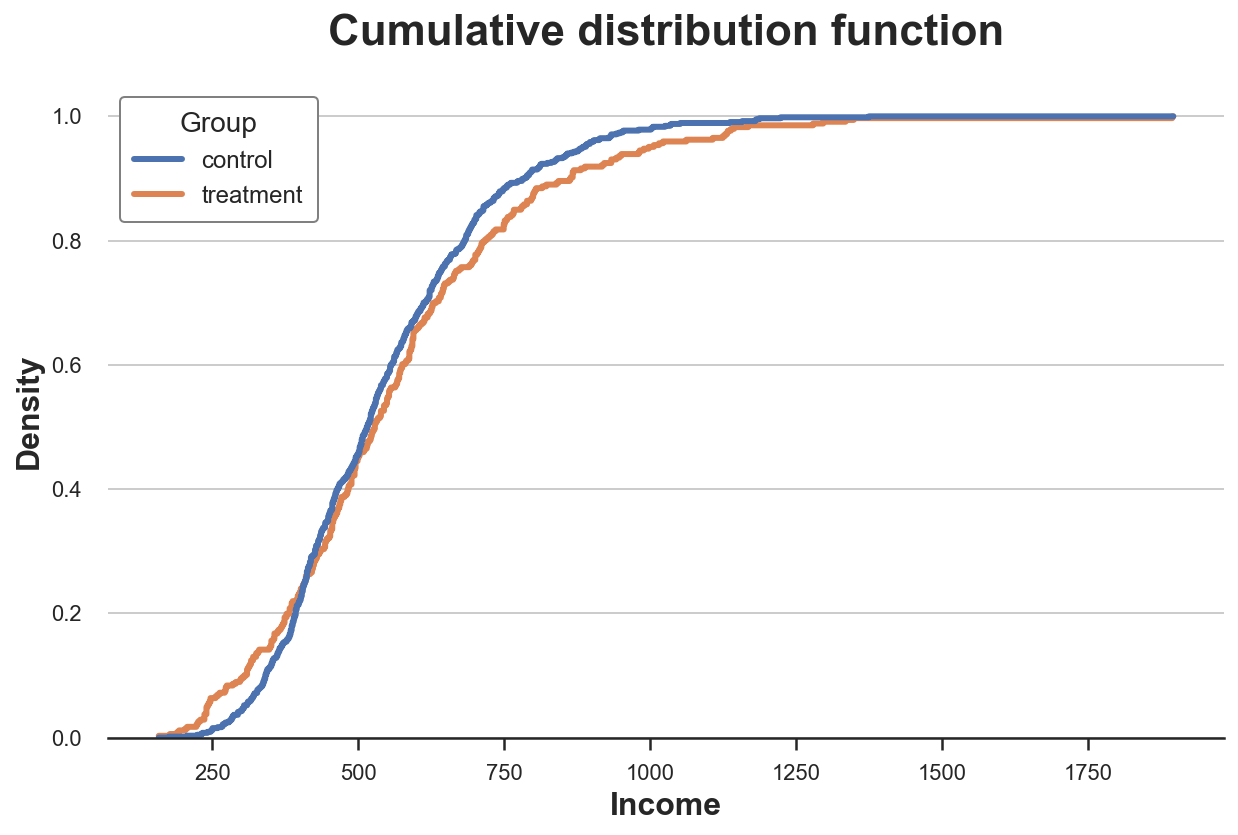 Cumulative distribution function
Group
control
treatment
1.0
0.8
0.6
0.4
0.2
0.0
Density
250 500 750 1000 1250 1500 1750
Income